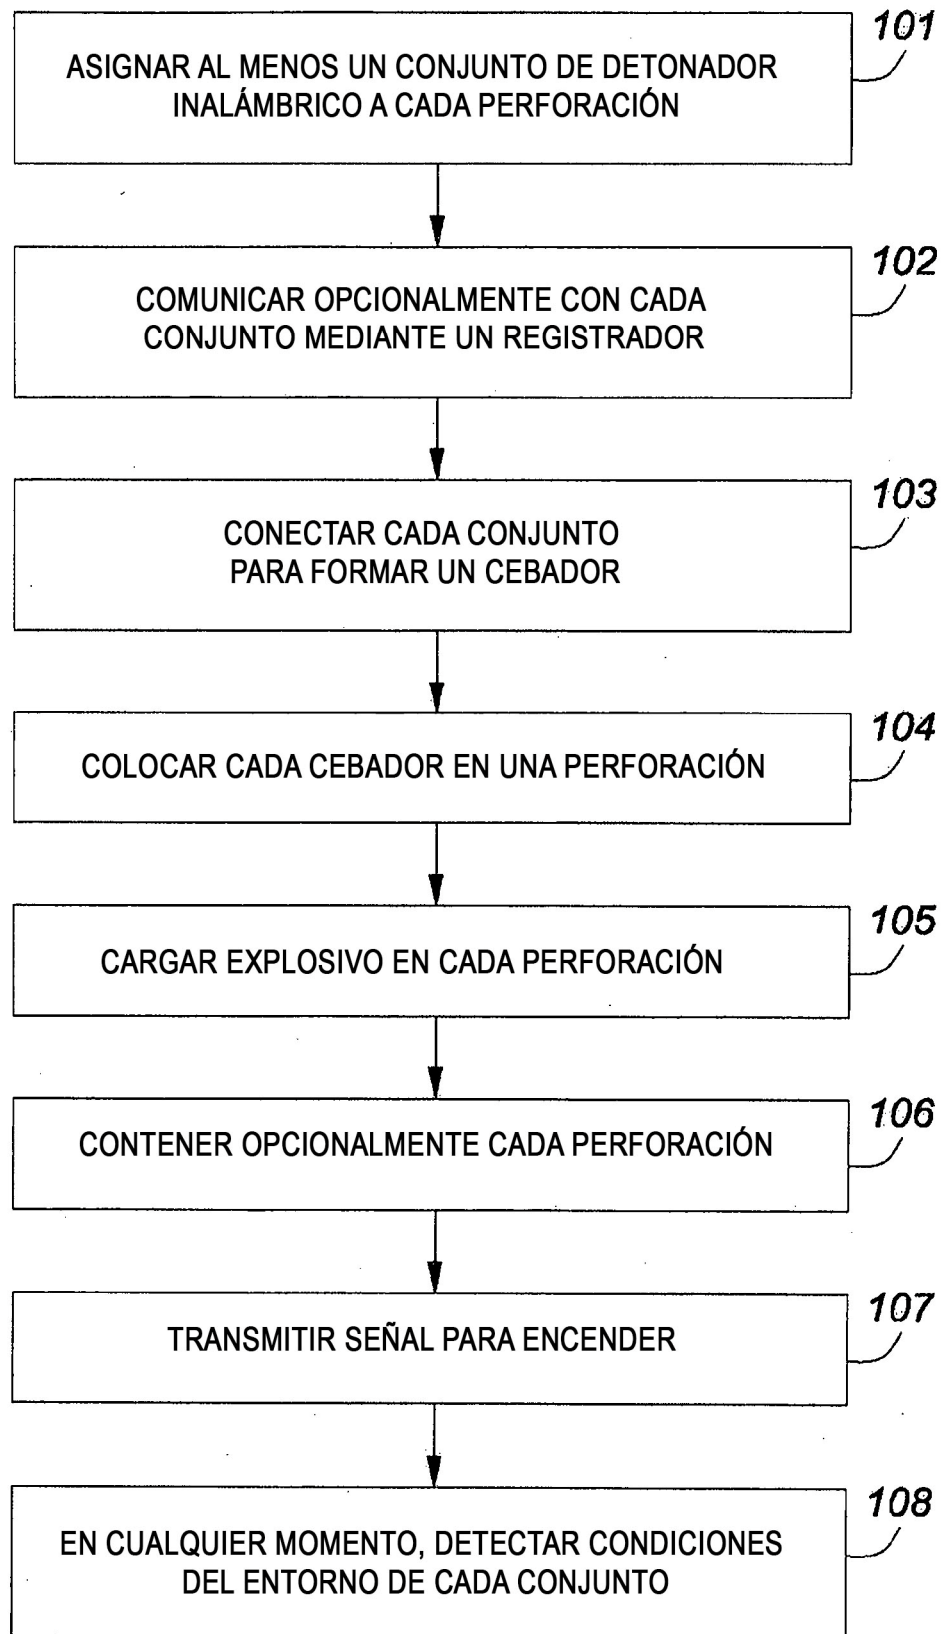 101
ASIGNAR AL MENOS UN CONJUNTO DE DETONADOR
INALÁMBRICO A CADA PERFORACIÓN
102
COMUNICAR OPCIONALMENTE CON CADA
CONJUNTO MEDIANTE UN REGISTRADOR
103
CONECTAR CADA CONJUNTO
PARA FORMAR UN CEBADOR
104
COLOCAR CADA CEBADOR EN UNA PERFORACIÓN
105
CARGAR EXPLOSIVO EN CADA PERFORACIÓN
106
CONTENER OPCIONALMENTE CADA PERFORACIÓN
107
TRANSMITIR SEÑAL PARA ENCENDER
108
EN CUALQUIER MOMENTO, DETECTAR CONDICIONES
DEL ENTORNO DE CADA CONJUNTO